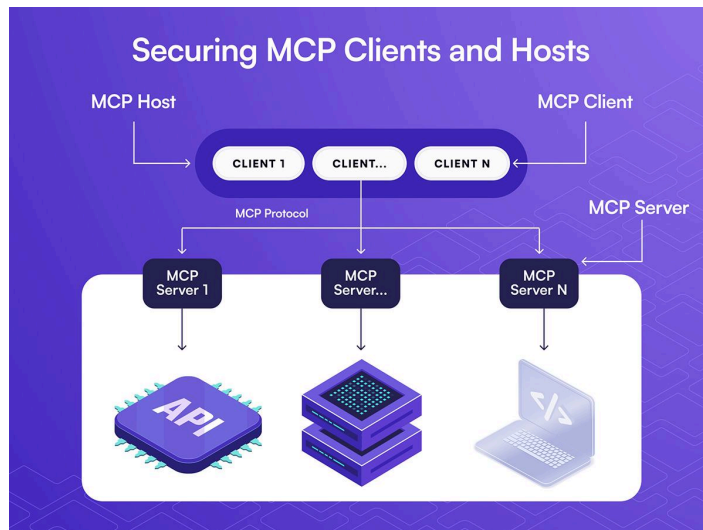 Securing MCP Clients and Hosts
MCP Host
MCP Client
CLIENT 1
CLIENT...
CLIENT N
MCP Protocol
MCP Server
MCP
Server 1
MCP
Server...
MCP
Server N
API
</>